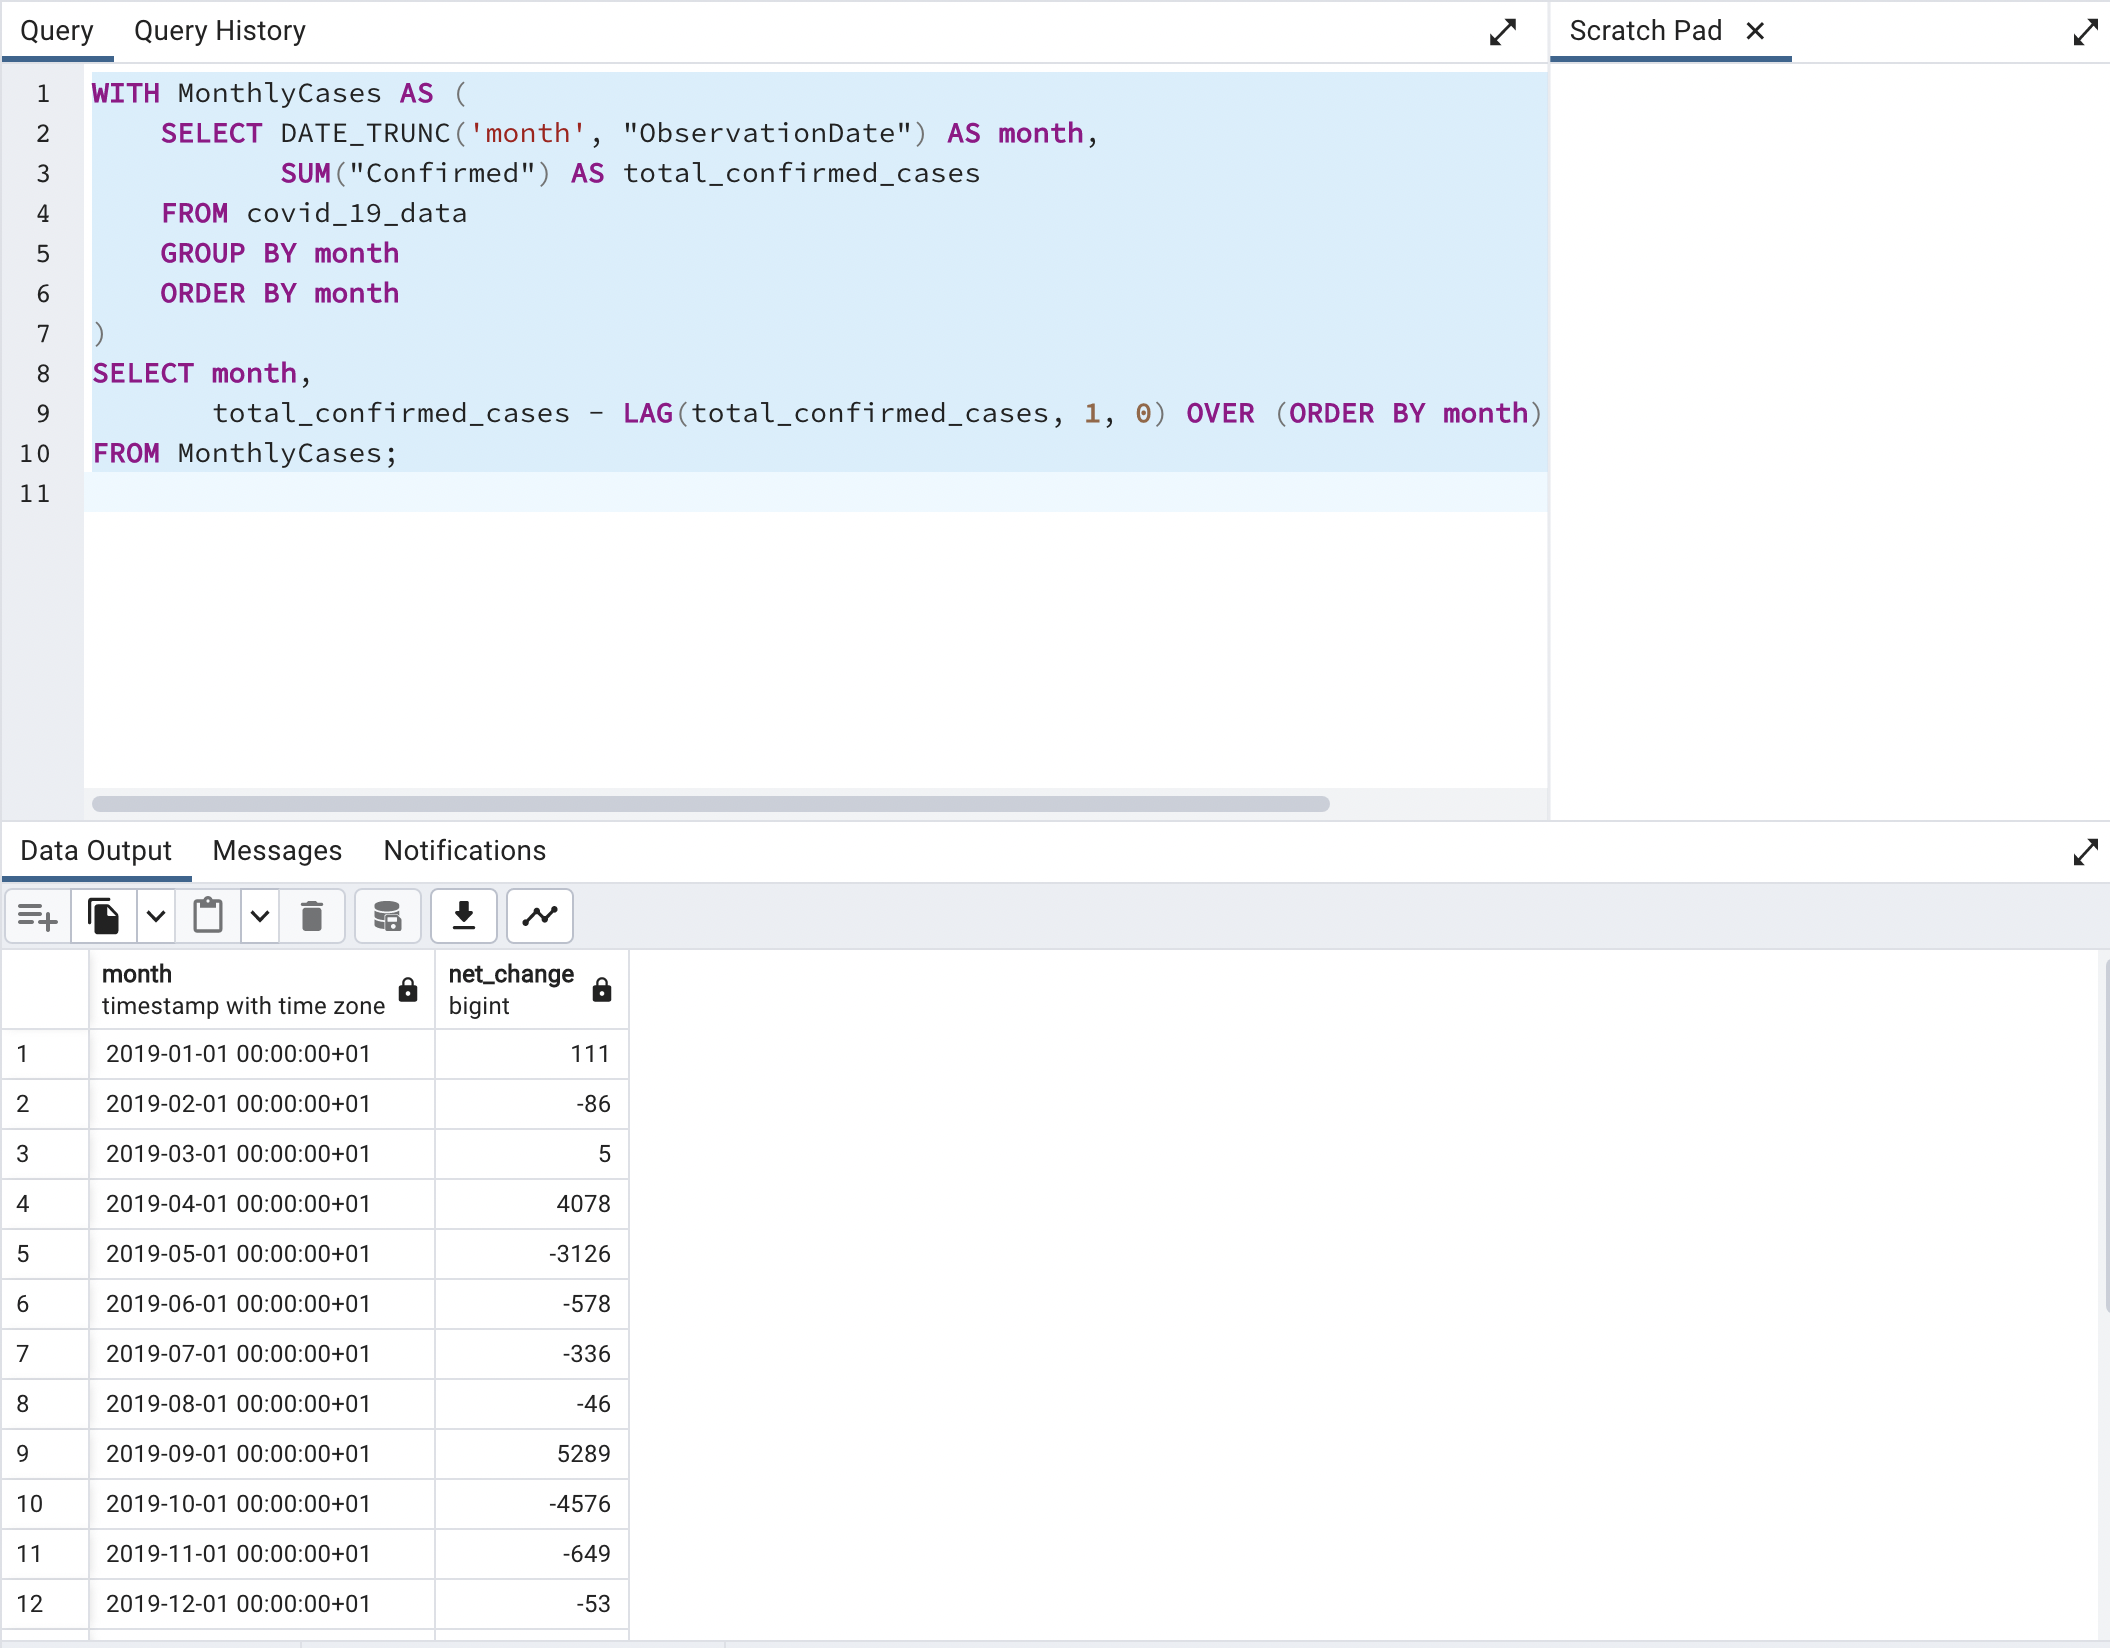 Query Query History
Scratch Pad
1 WITH MonthlyCases AS (
2 SELECT DATE_TRUNC('month', "ObservationDate") AS month,
3 SUM("Confirmed") AS total_confirmed_cases
4 FROM covid_19_data
5 GROUP BY month
6 ORDER BY month
7 )
8 SELECT month,
9 total_confirmed_cases - LAG(total_confirmed_cases, 1, 0) OVER (ORDER BY month)
10 FROM MonthlyCases;
11
Data Output Messages Notifications
month net_change
timestamp with time zone bigint
1 2019-01-01 00:00:00+01 111
2 2019-02-01 00:00:00+01 -86
3 2019-03-01 00:00:00+01 5
4 2019-04-01 00:00:00+01 4078
5 2019-05-01 00:00:00+01 -3126
6 2019-06-01 00:00:00+01 -578
7 2019-07-01 00:00:00+01 -336
8 2019-08-01 00:00:00+01 -46
9 2019-09-01 00:00:00+01 5289
10 2019-10-01 00:00:00+01 -4576
11 2019-11-01 00:00:00+01 -649
12 2019-12-01 00:00:00+01 -53